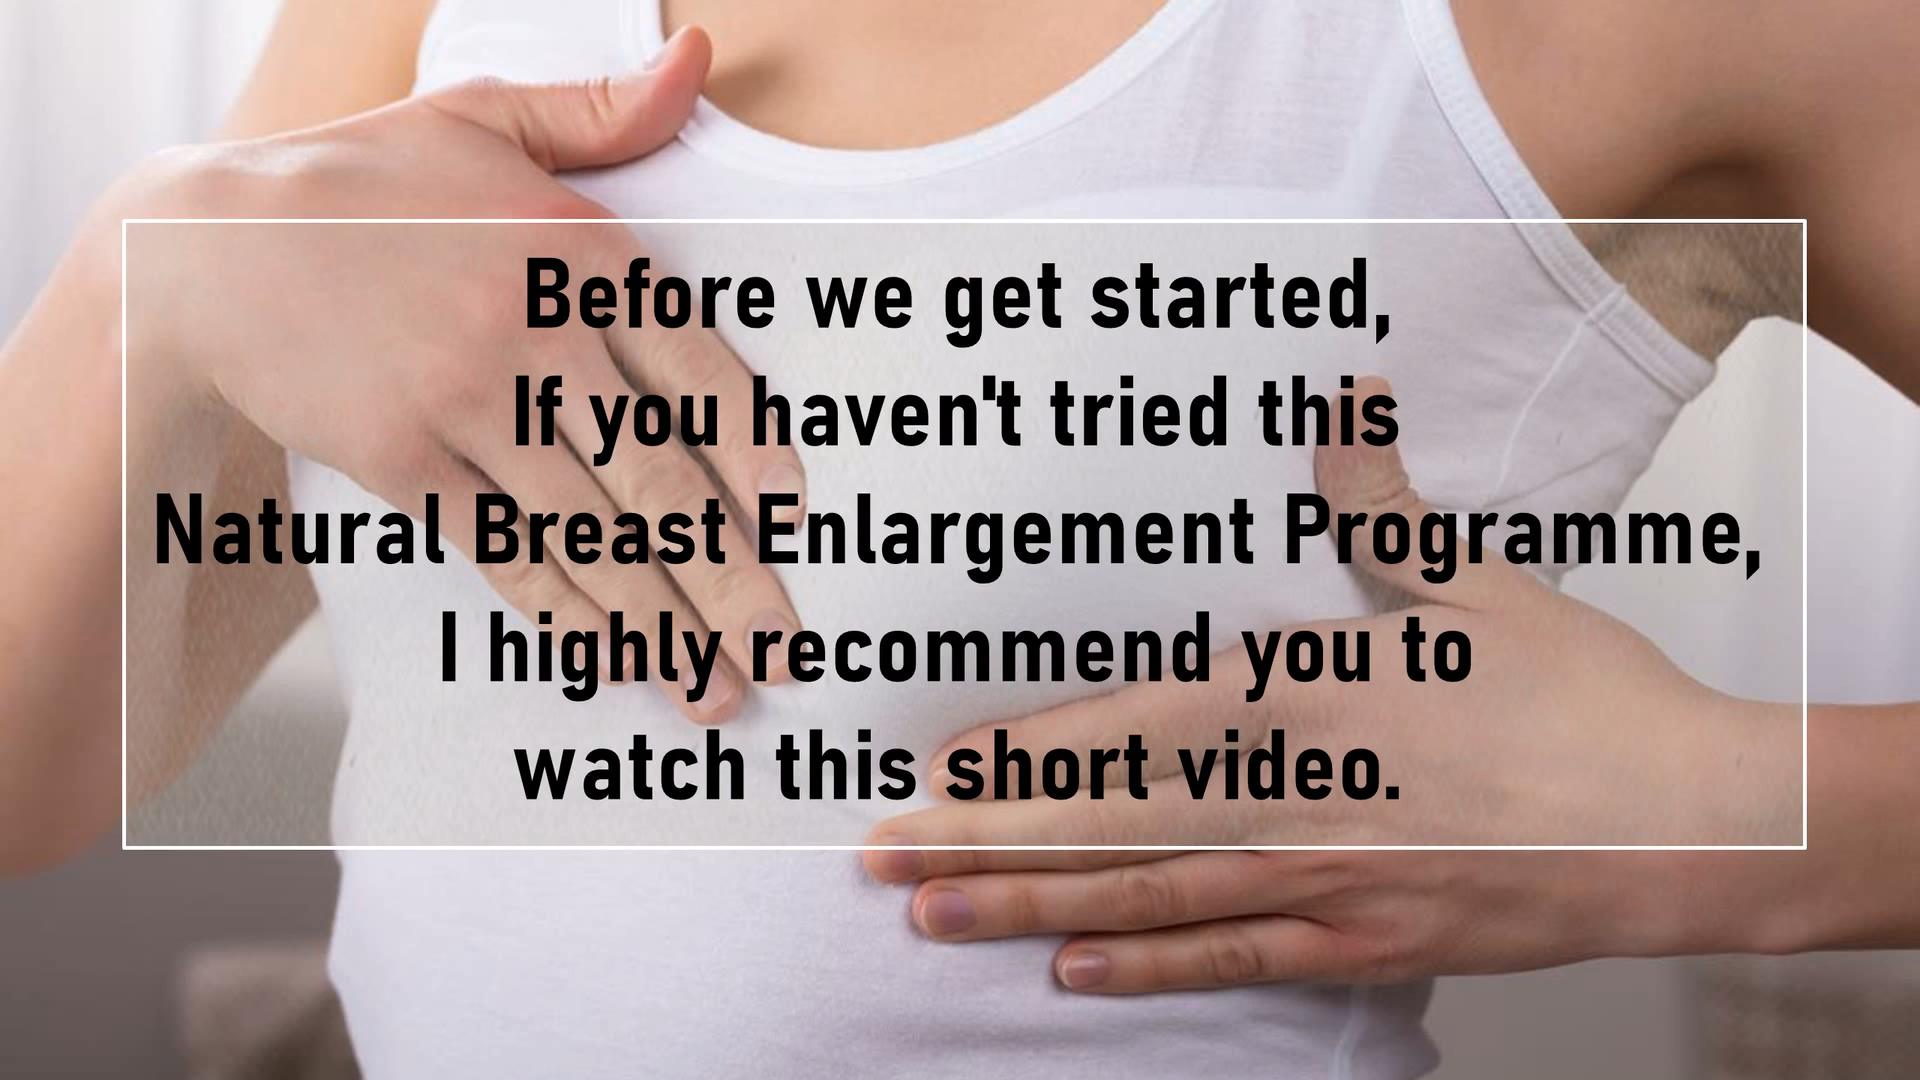 Before we get started,
If you haven't tried this
Natural Breast Enlargement Programme,
I highly recommend you to
watch this short video.